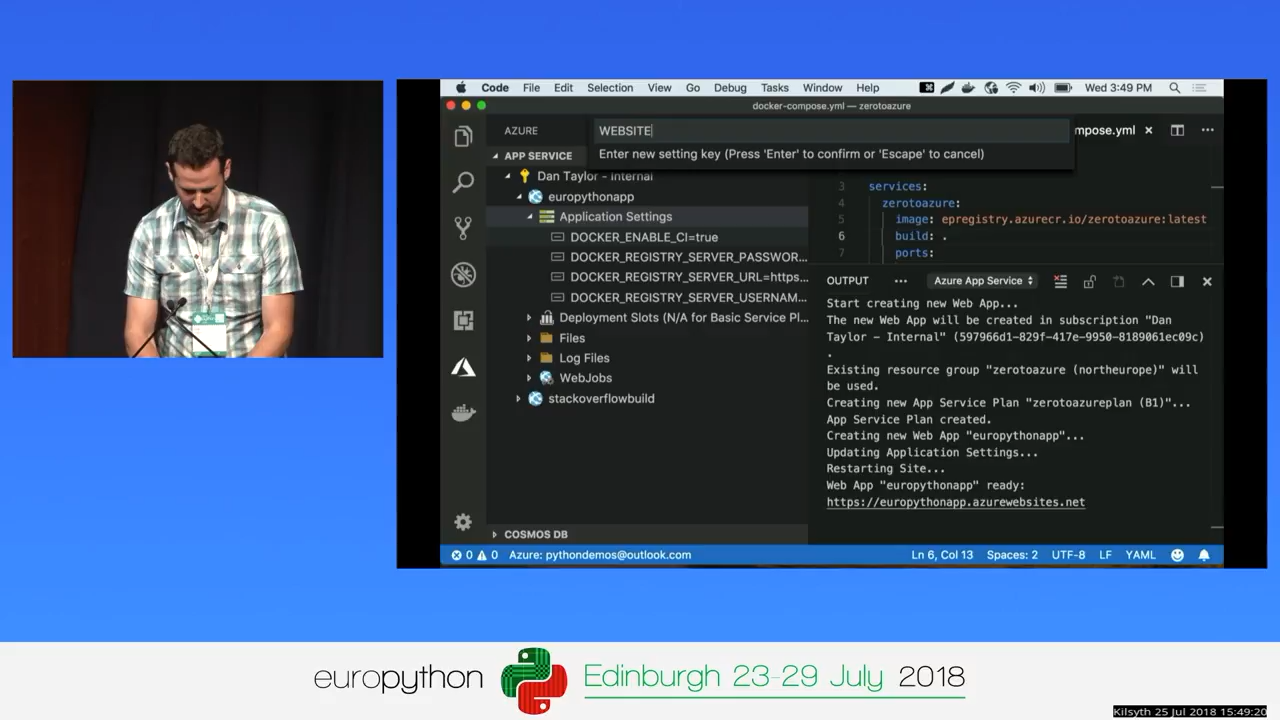 Code File Edit Selection View Go Debug Tasks Window Help Wed 3:49 PM
docker-compose.yml — zerotoazure
AZURE
WEBSITE
mpose.yml
Enter new setting key (Press 'Enter' to confirm or 'Escape' to cancel)
APP SERVICE
Dan Taylor - Internal
europythonapp
Application Settings
DOCKER_ENABLE_CI=true
DOCKER_REGISTRY_SERVER_PASSWOR...
DOCKER_REGISTRY_SERVER_URL=https...
DOCKER_REGISTRY_SERVER_USERNAM...
Deployment Slots (N/A for Basic Service Pl...
Files
Log Files
WebJobs
stackoverflowbuild
COSMOS DB
3 services:
4 zerotoazure:
5 image: epregistry.azurecr.io/zerotoazure:latest
6 build: .
7 ports:
OUTPUT ... Azure App Service
Start creating new Web App...
The new Web App will be created in subscription "Dan
Taylor - Internal" (597966d1-829f-417e-9950-8189061ec09c)
.
Existing resource group "zerotoazure (northeurope)" will
be used.
Creating new App Service Plan "zerotoazureplan (B1)"...
App Service Plan created.
Creating new Web App "europythonapp"...
Updating Application Settings...
Restarting Site...
Web App "europythonapp" ready:
https://europythonapp.azurewebsites.net
0 0 Azure: pythondemos@outlook.com Ln 6, Col 13 Spaces: 2 UTF-8 LF YAML
europython Edinburgh 23-29 July 2018
Kilsyth 25 Jul 2018 15:49:20